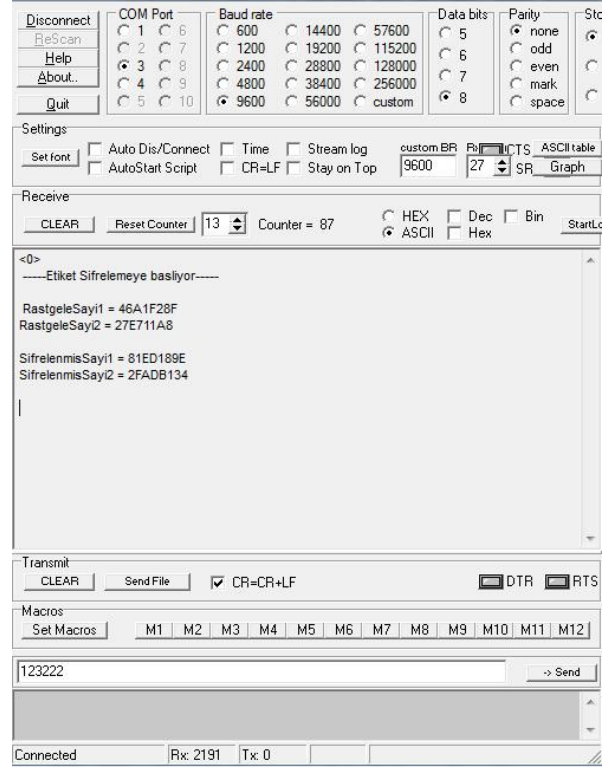 COM Port Baud rate Data bits Parity
Disconnect 1 6 600 14400 57600 5 none
ReScan 2 7 1200 19200 115200 6 odd
Help 3 8 2400 28800 128000 7 even
About.. 4 9 4800 38400 256000 8 mark
Quit 5 10 9600 56000 custom space
Settings
Set font Auto Dis/Connect Time Stream log custom BR CTS ASCII table
AutoStart Script CR=LF Stay on Top 9600 27 SR Graph
Receive
CLEAR Reset Counter 13 Counter = 87 HEX Dec Bin
ASCII Hex StartLo
<0>
-----Etiket Sifrelemeye basliyor-----
RastgeleSayi1 = 46A1F28F
RastgeleSayi2 = 27E711A8
SifrelenmisSayi1 = 81ED189E
SifrelenmisSayi2 = 2FADB134
Transmit
CLEAR Send File CR=CR+LF DTR RTS
Macros
Set Macros M1 M2 M3 M4 M5 M6 M7 M8 M9 M10 M11 M12
123222 -> Send
Connected Rx: 2191 Tx: 0